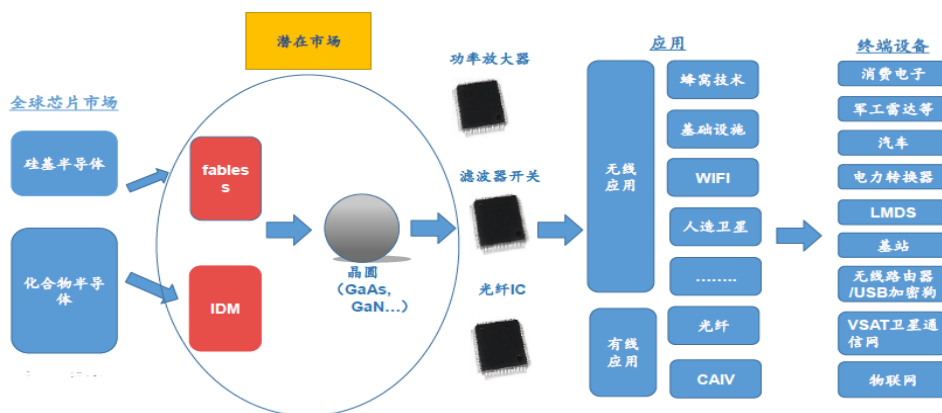 潜在市场
全球芯片市场
硅基半导体
化合物半导
体
fables
s
IDM
晶圆
（GaAs,
GaN...）
功率放大器
滤波器开关
光纤IC
应用
无线
应用
蜂窝技术
基础设施
WIFI
人造卫星
........
有线
应用
光纤
CAIV
终端设备
消费电子
军工雷达等
汽车
电力转换器
LMDS
基站
无线路由器
/USB加密狗
VSAT卫星通
信网
物联网